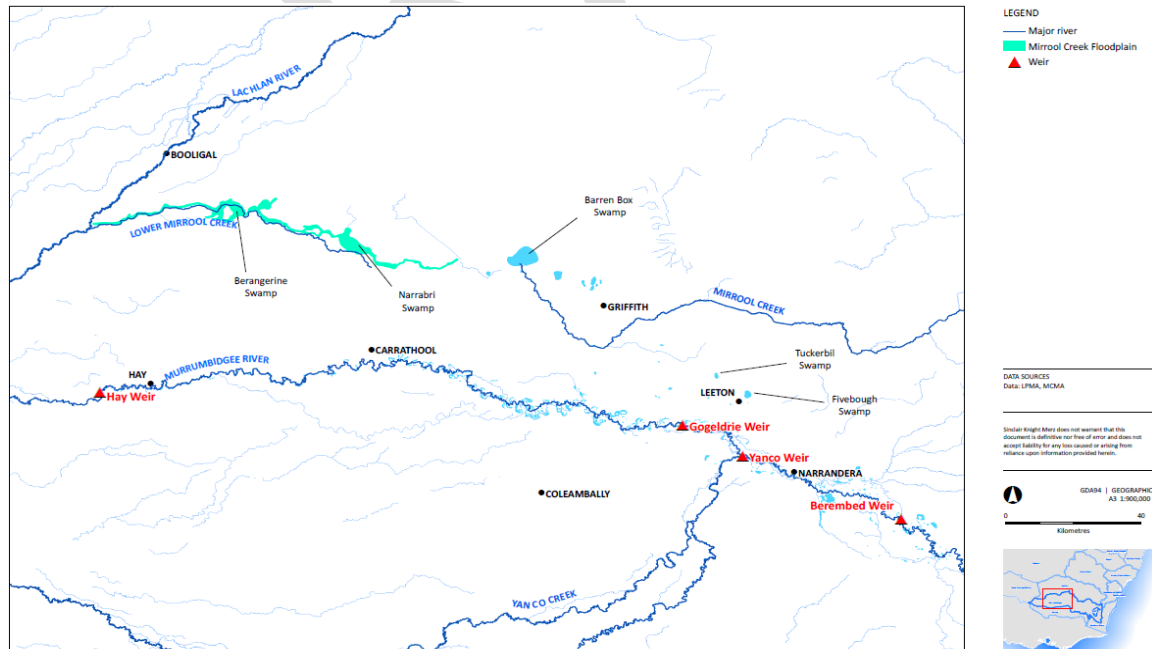 LACHLAN RIVER
BOOLIGAL
LOWER MIRROOL CREEK
Berangerine
Swamp
Narrabri
Swamp
Barren Box
Swamp
GRIFFITH
MIRROOL CREEK
CARRATHOOL
MURRUMBIDGEE RIVER
HAY
Hay Weir
Tuckerbil
Swamp
LEETON
Fivebough
Swamp
Gogeldrie Weir
Yanco Weir
NARRANDERA
COLEAMBALLY
Berembed Weir
YANCO CREEK
LEGEND
Major river
Mirrool Creek Floodplain
Weir
DATA SOURCES
Data: LPMA, MCMA
Sinclair Knight Merz does not warrant that this
document is definitive nor free of error and does not
accept liability for any loss caused or arising from
reliance upon information provided herein.
GDA94 | GEOGRAPHIC
A3 1:900,000
0 40
Kilometres